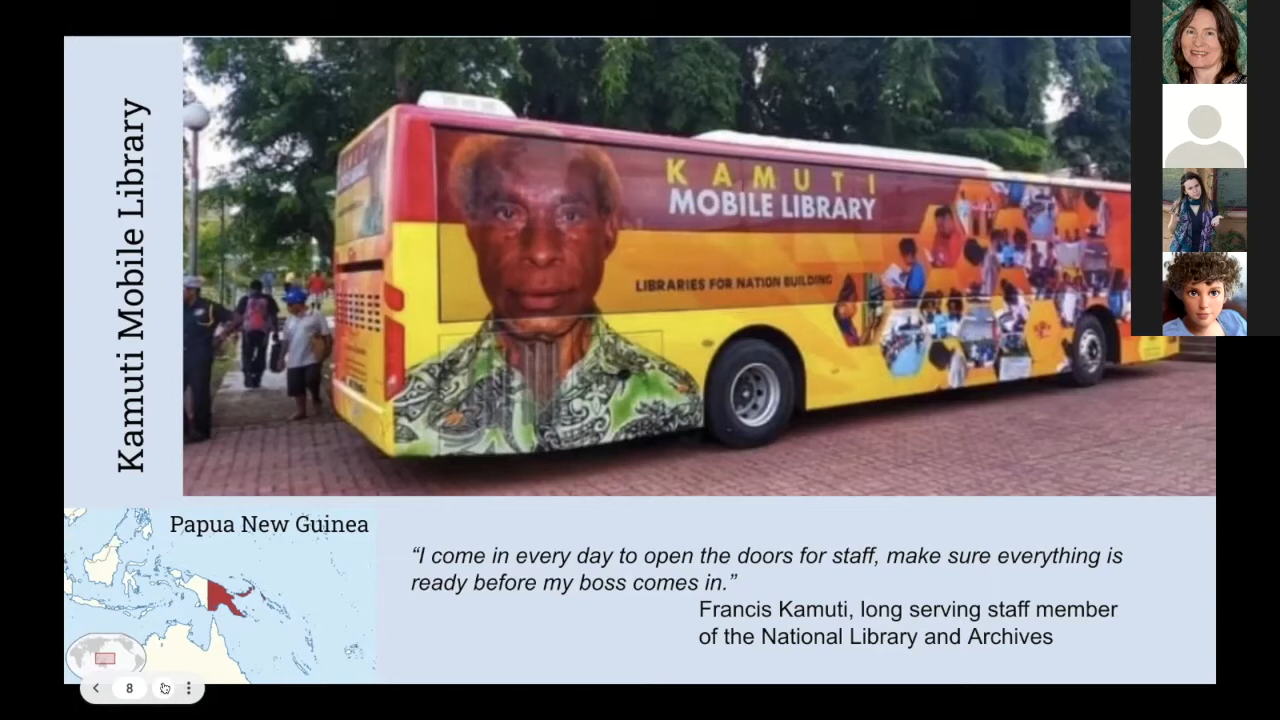 Kamuti Mobile Library
K A M U T I
MOBILE LIBRARY
LIBRARIES FOR NATION BUILDING
Papua New Guinea
“I come in every day to open the doors for staff, make sure everything is
ready before my boss comes in.”
Francis Kamuti, long serving staff member
of the National Library and Archives
8